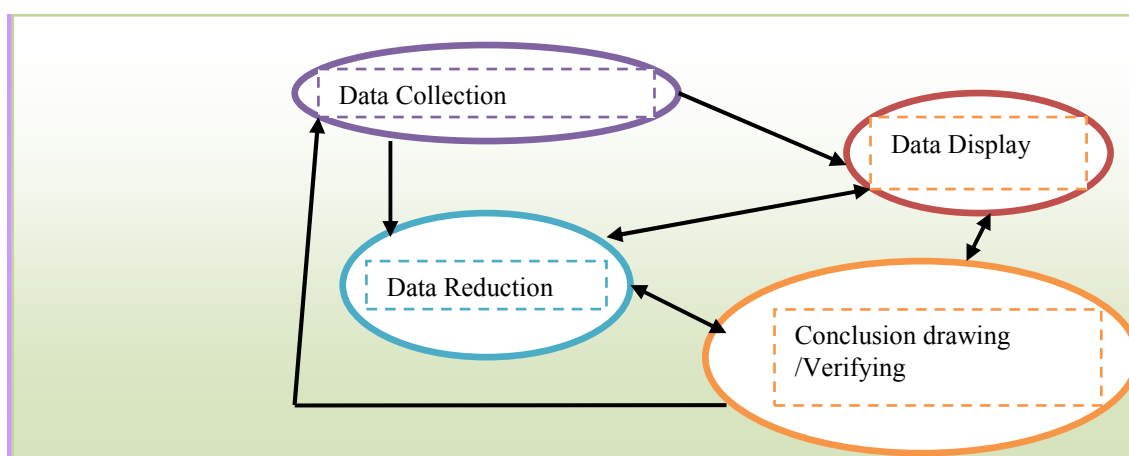 Data Collection
Data Display
Data Reduction
Conclusion drawing
/Verifying